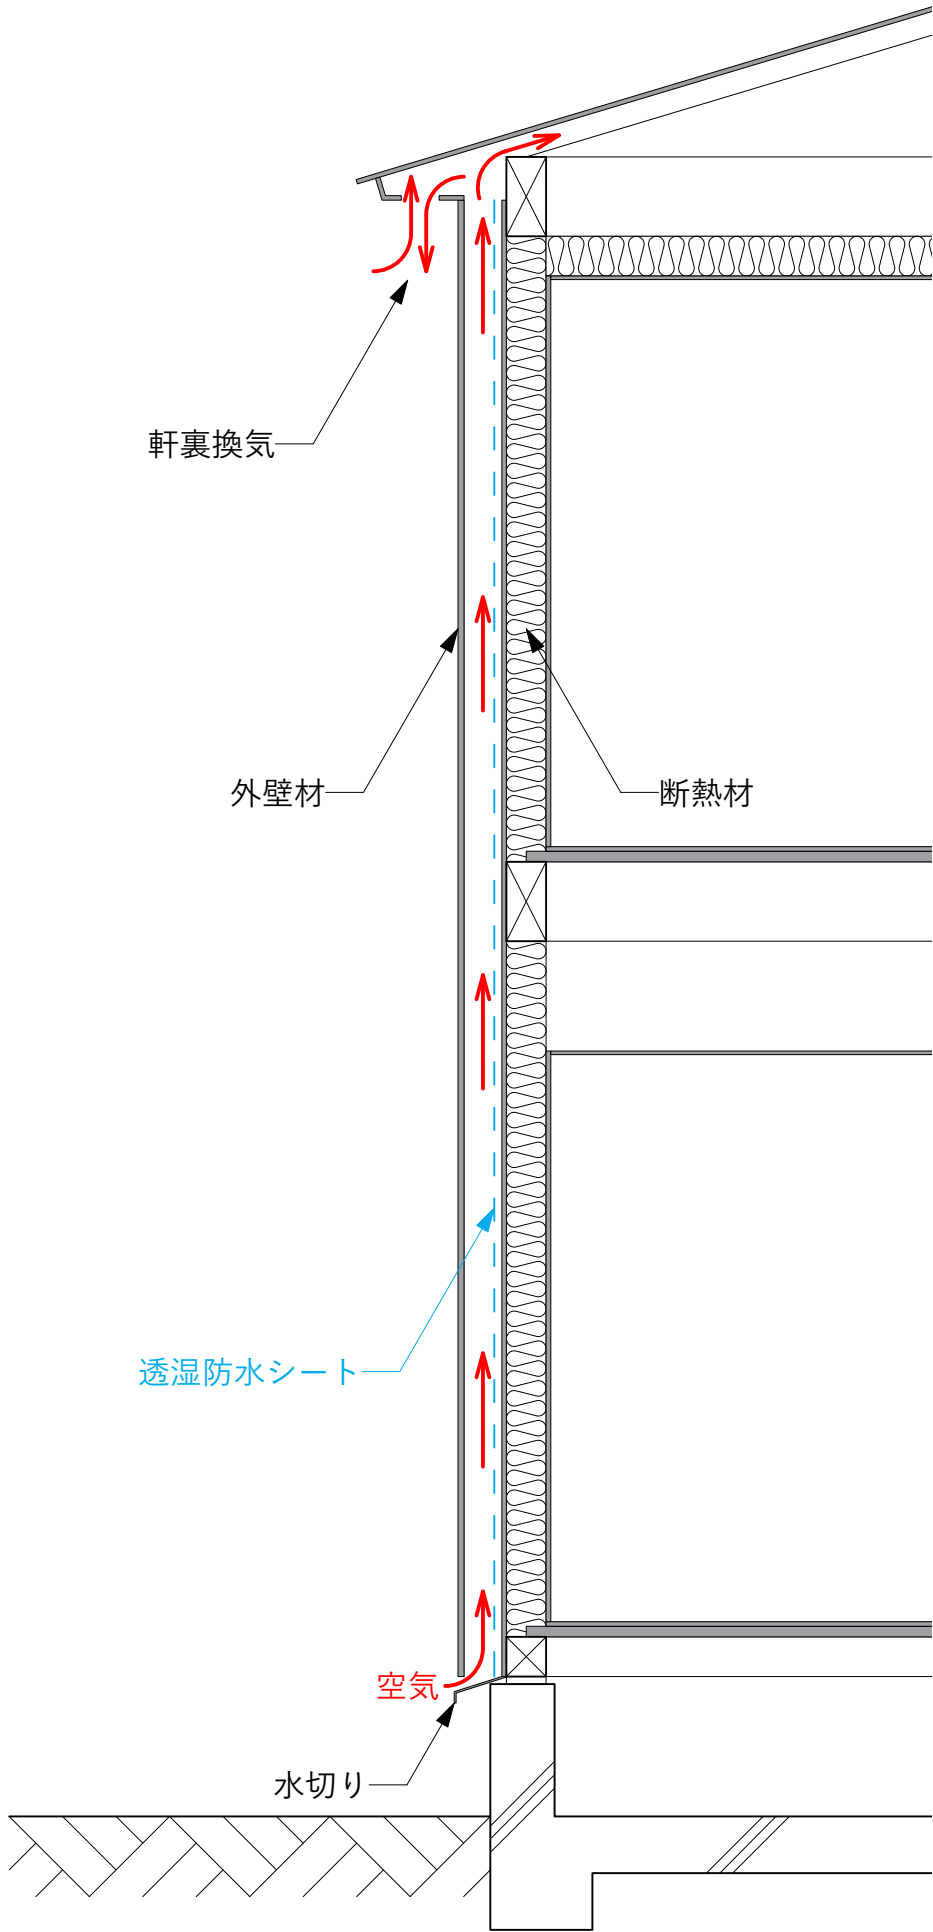 軒裏換気
外壁材
断熱材
透湿防水シート
空気
水切り